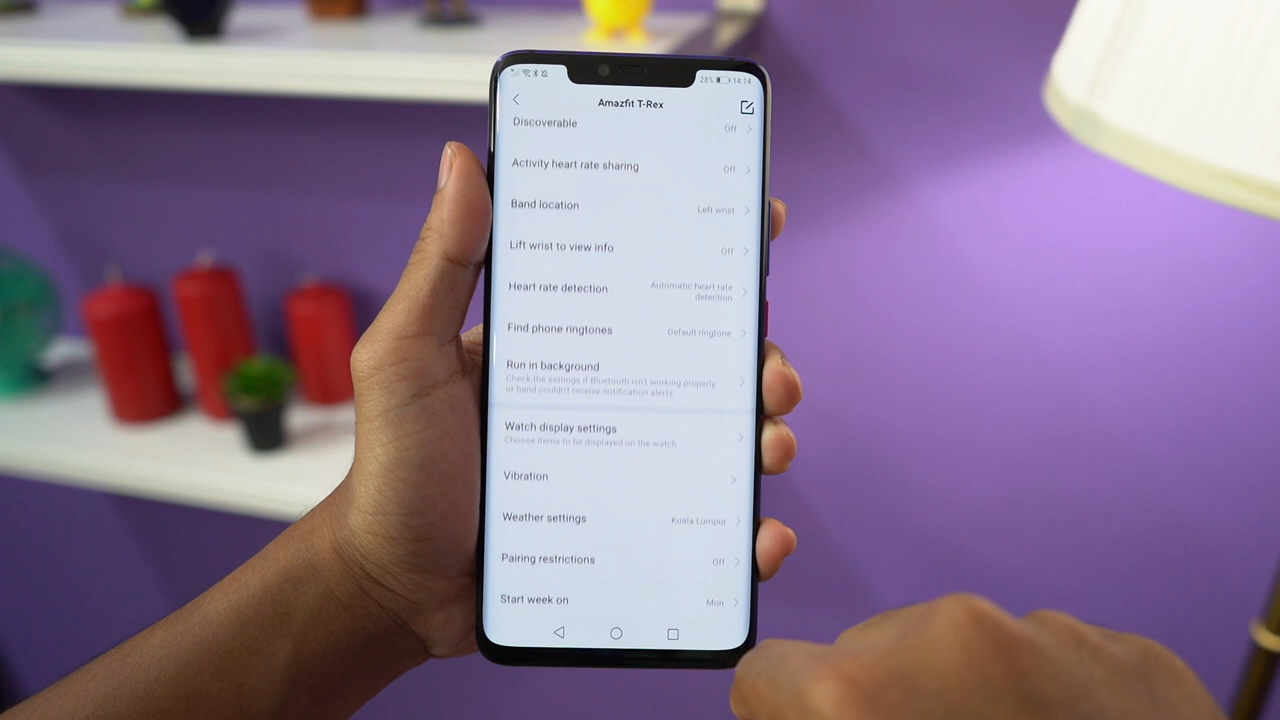 28% 14:14
Amazfit T-Rex
Discoverable Off
Activity heart rate sharing Off
Band location Left wrist
Lift wrist to view info Off
Heart rate detection Automatic heart rate
detection
Find phone ringtones Default ringtone
Run in background
Check the settings if Bluetooth isn't working properly
or band couldn't receive notification alerts
Watch display settings
Choose items to be displayed on the watch
Vibration
Weather settings Kuala Lumpur
Pairing restrictions Off
Start week on Mon